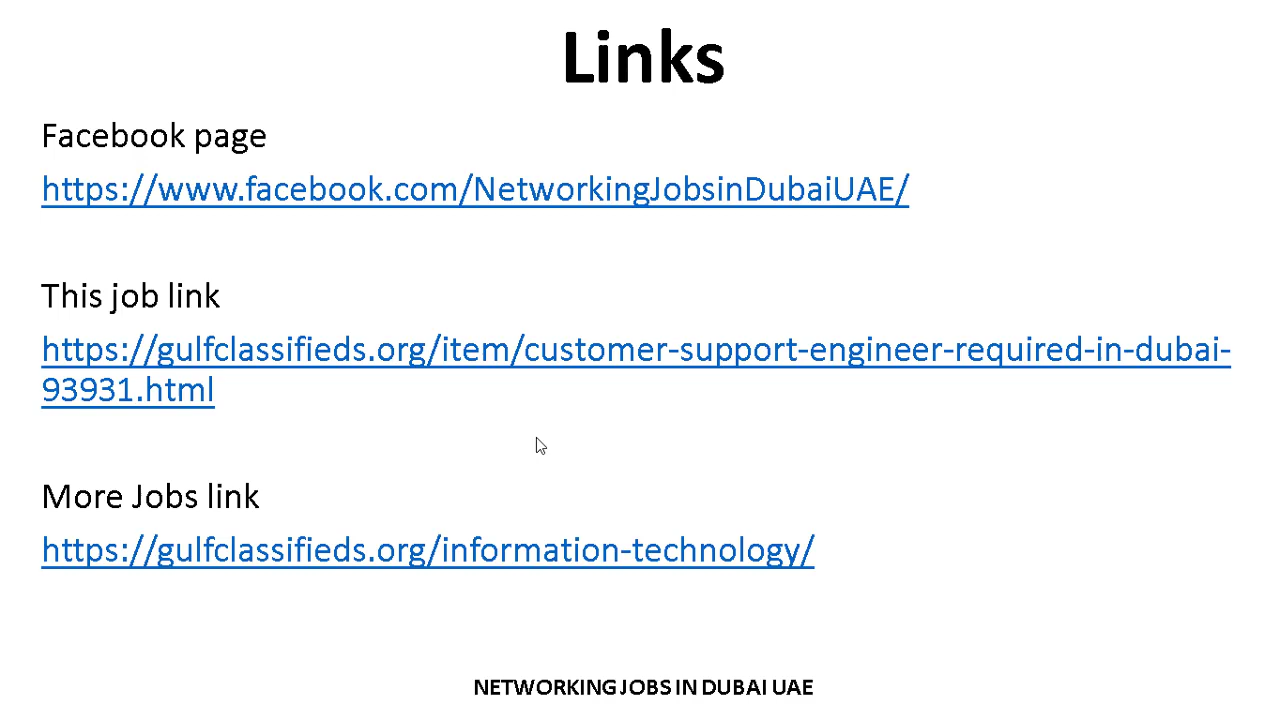 Links
Facebook page
https://www.facebook.com/NetworkingJobsinDubaiUAE/
This job link
https://gulfclassifieds.org/item/customer-support-engineer-required-in-dubai-
93931.html
More Jobs link
https://gulfclassifieds.org/information-technology/
NETWORKING JOBS IN DUBAI UAE